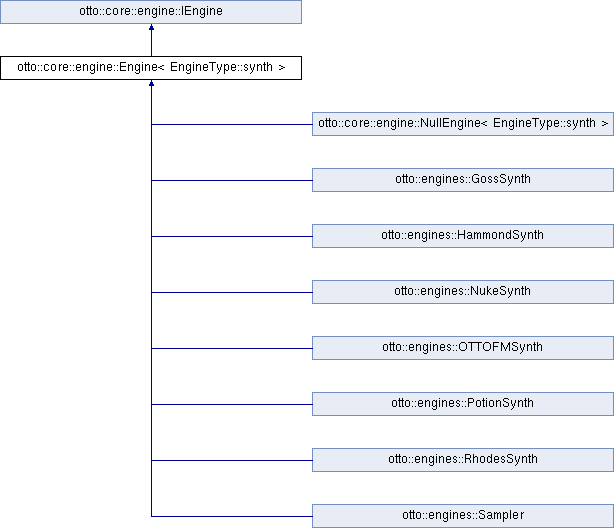 otto::core::engine::IEngine
otto::core::engine::Engine< EngineType::synth >
otto::core::engine::NullEngine< EngineType::synth >
otto::engines::GossSynth
otto::engines::HammondSynth
otto::engines::NukeSynth
otto::engines::OTTOFMSynth
otto::engines::PotionSynth
otto::engines::RhodesSynth
otto::engines::Sampler